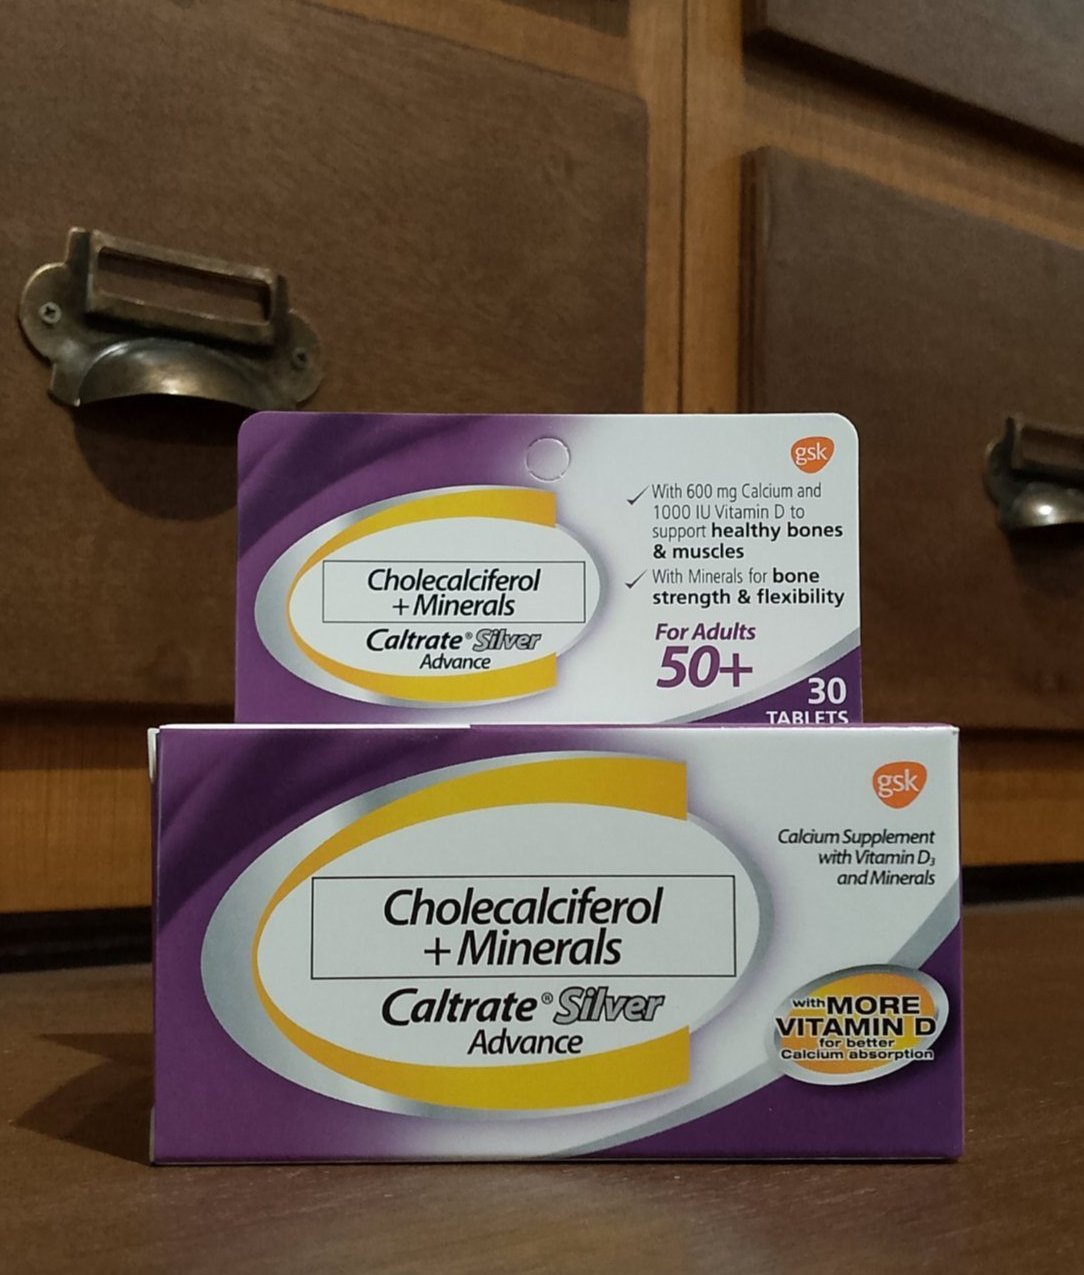 gsk
With 600 mg Calcium and
1000 IU Vitamin D to
support healthy bones
& muscles
With Minerals for bone
strength & flexibility
For Adults
50+
30
TABLETS
Cholecalciferol
+ Minerals
Caltrate® Silver
Advance
gsk
Calcium Supplement
with Vitamin D₃
and Minerals
Cholecalciferol
+ Minerals
Caltrate® Silver
Advance
with MORE
VITAMIN D
for better
Calcium absorption